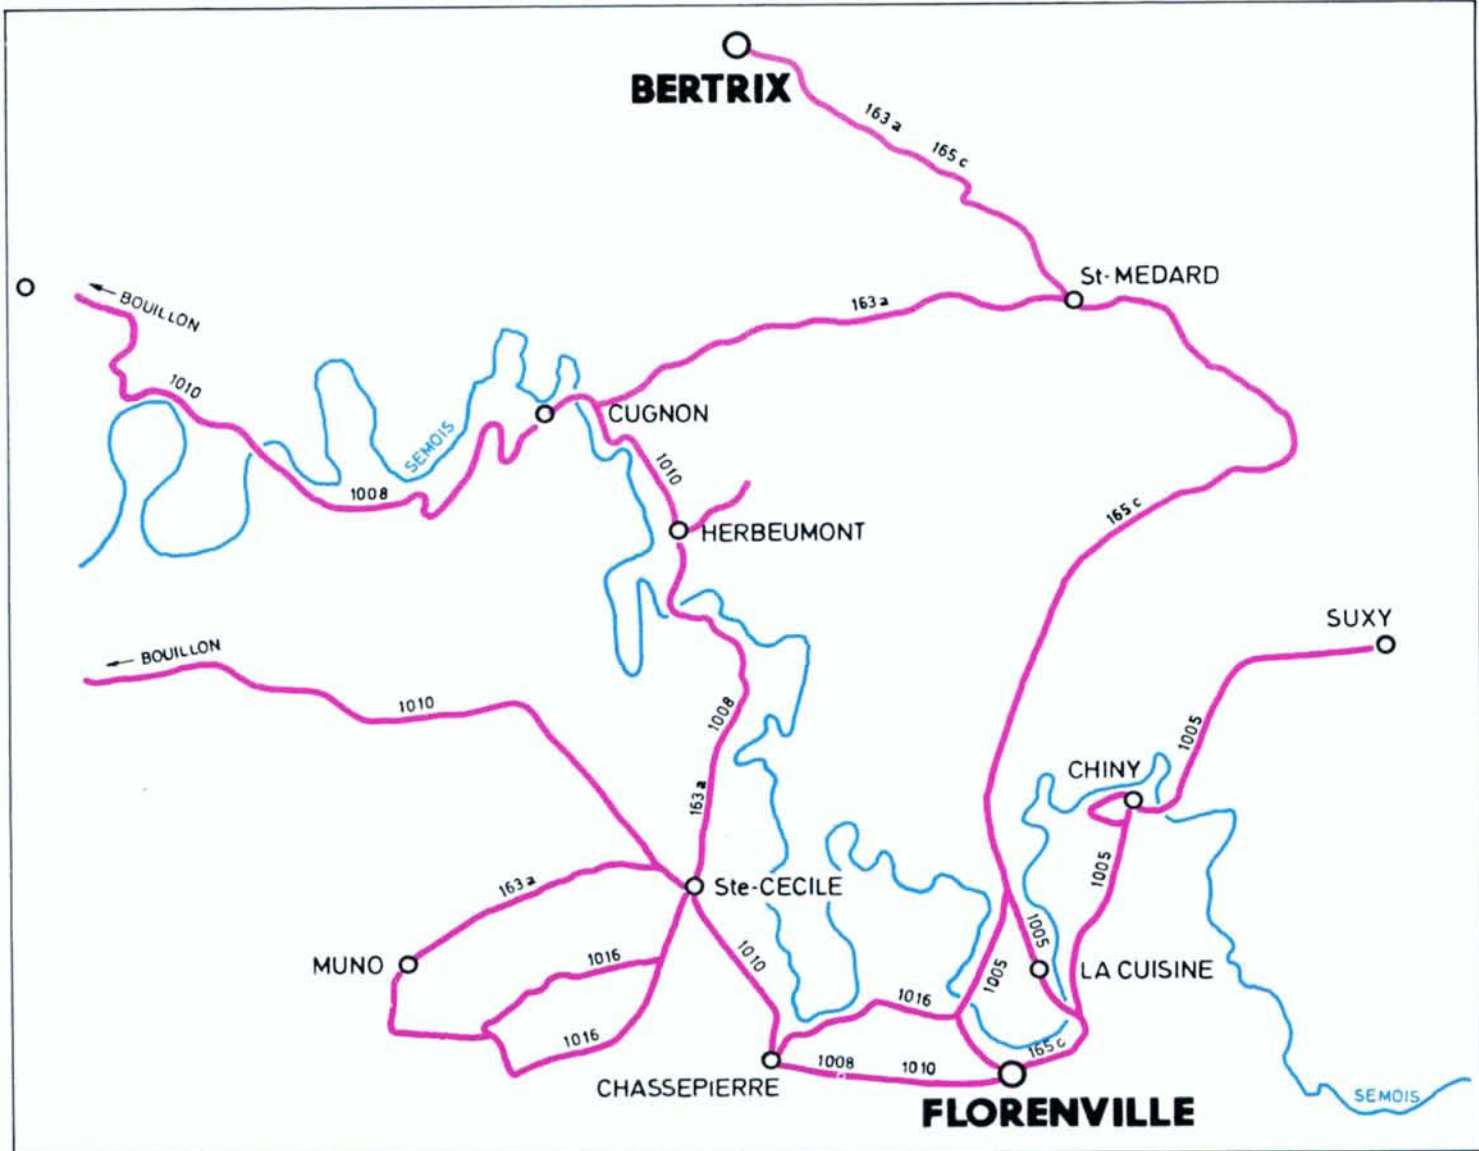 BERTRIX
163a
165c
St-MEDARD
BOUILLON
163a
1010
CUGNON
SEMOIS
1010
1008
165c
HERBEUMONT
SUXY
BOUILLON
1010
1008
1005
CHINY
163a
1005
163a
Ste-CECILE
1005
1010
MUNO
1016
LA CUISINE
1005
1016
1016
165c
1008
1010
CHASSEPIERRE
SEMOIS
FLORENVILLE